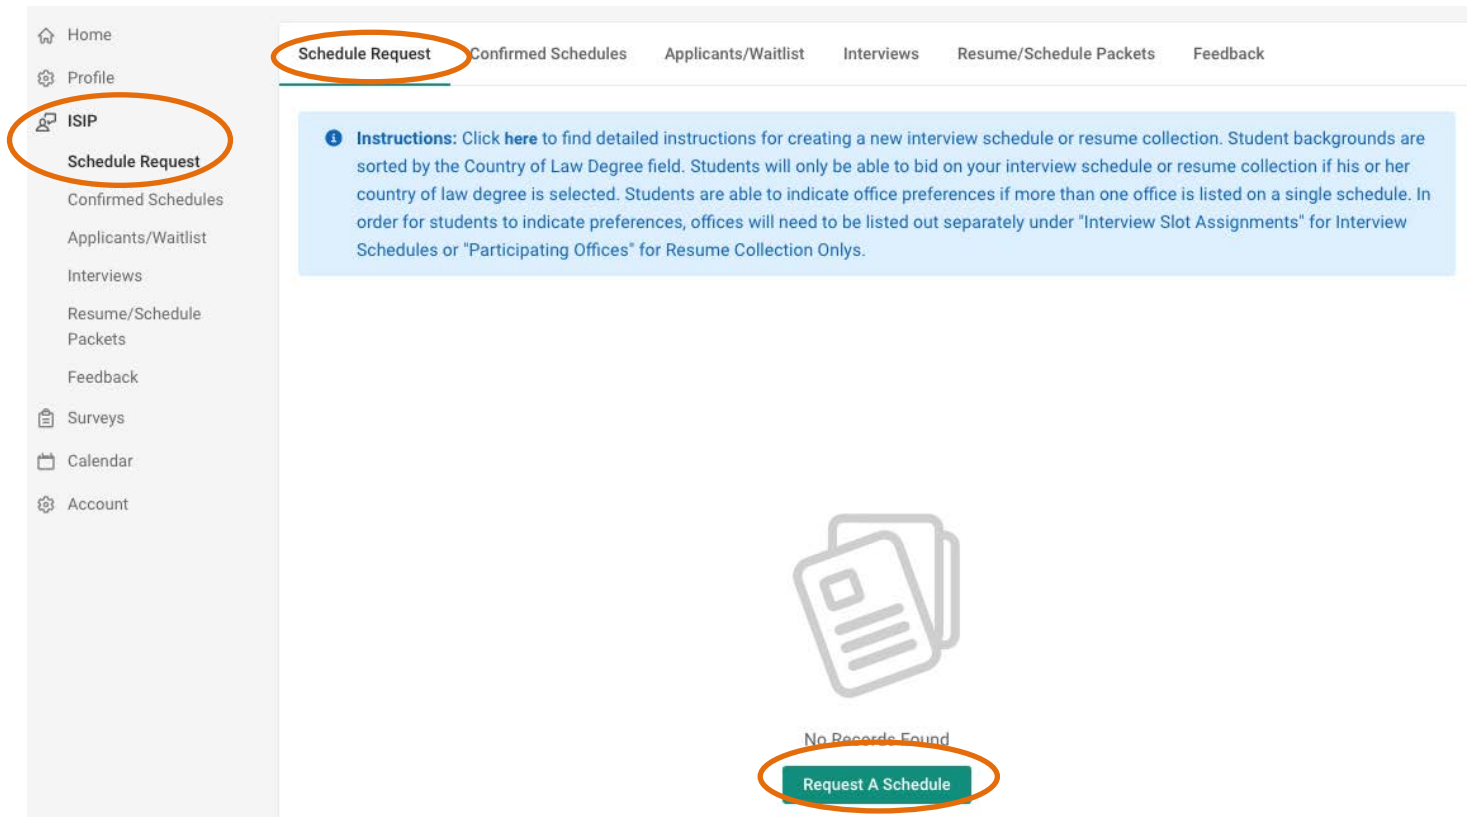 Home
Profile
ISIP
Schedule Request
Confirmed Schedules
Applicants/Waitlist
Interviews
Resume/Schedule
Packets
Feedback
Surveys
Calendar
Account
Schedule Request Confirmed Schedules Applicants/Waitlist Interviews Resume/Schedule Packets Feedback
Instructions: Click here to find detailed instructions for creating a new interview schedule or resume collection. Student backgrounds are
sorted by the Country of Law Degree field. Students will only be able to bid on your interview schedule or resume collection if his or her
country of law degree is selected. Students are able to indicate office preferences if more than one office is listed on a single schedule. In
order for students to indicate preferences, offices will need to be listed out separately under "Interview Slot Assignments" for Interview
Schedules or "Participating Offices" for Resume Collection Onlys.
No Records Found
Request A Schedule